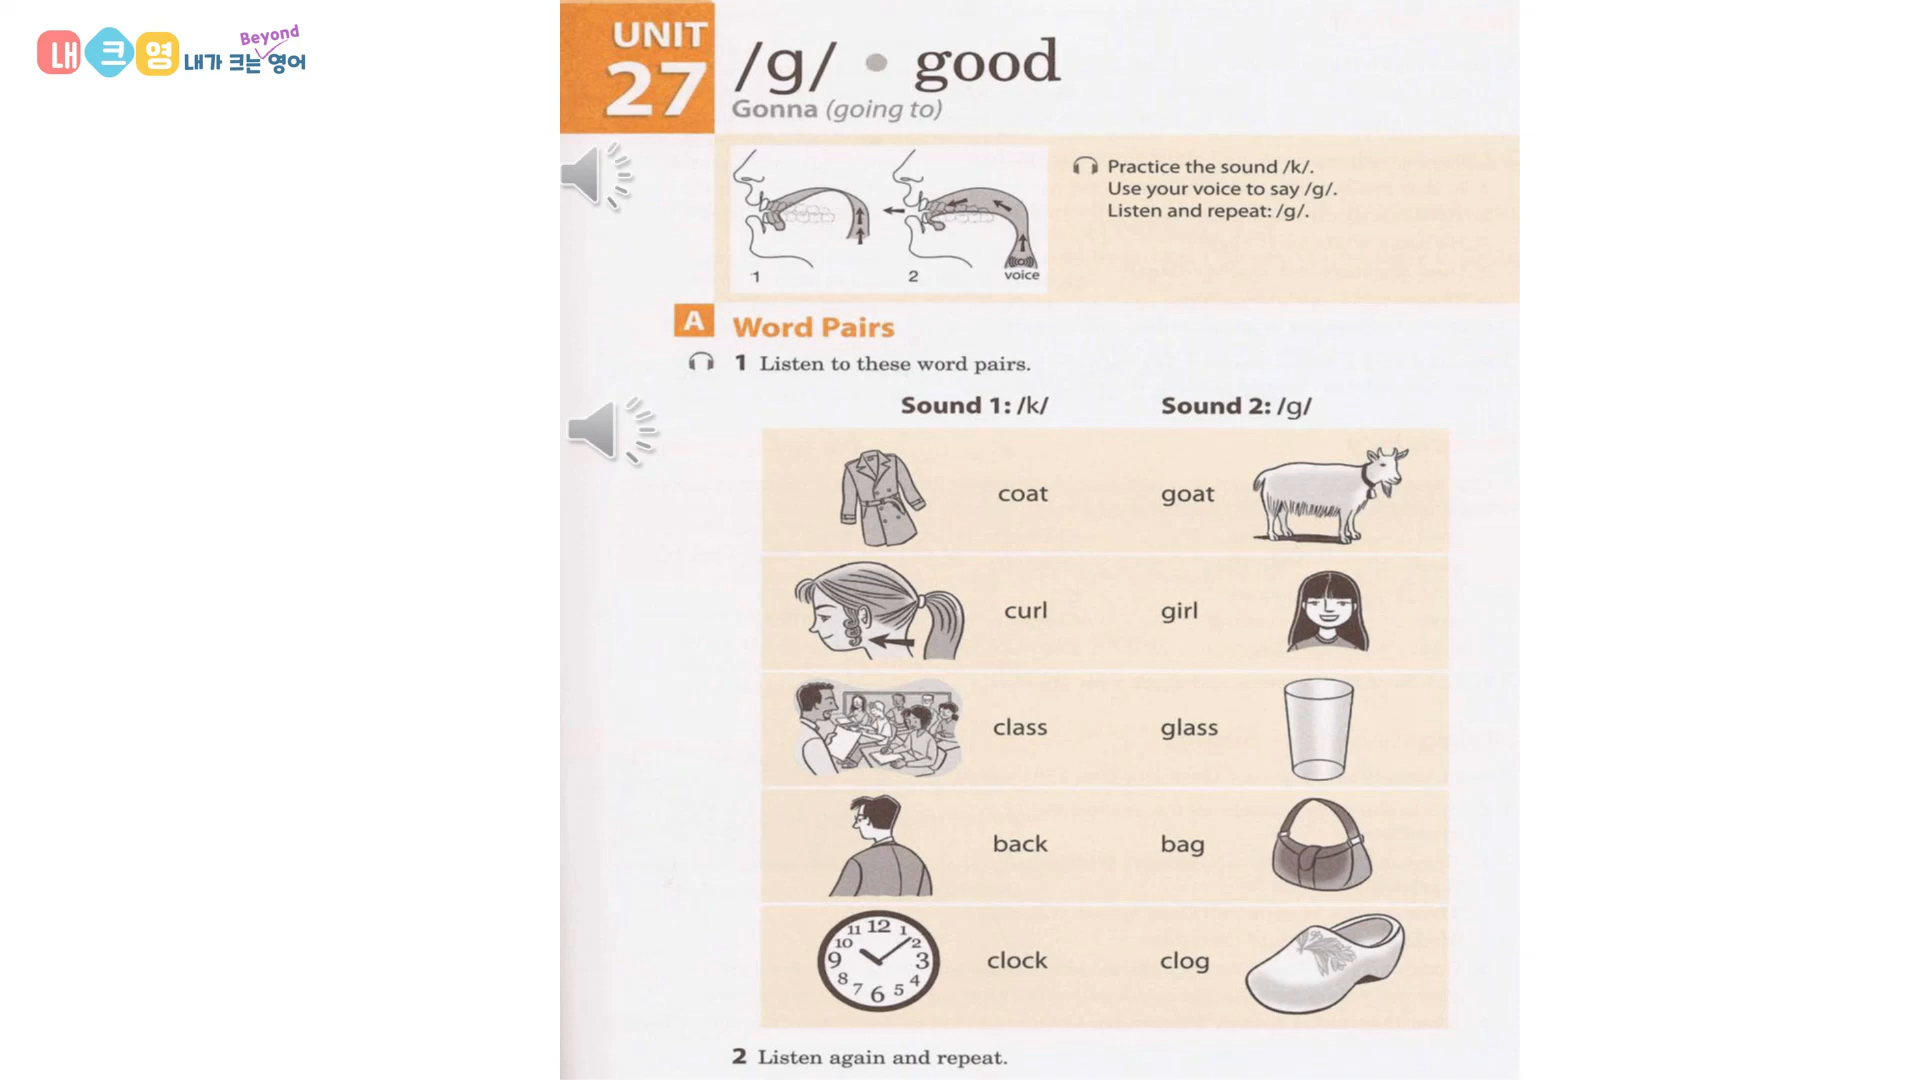 내 크 영 내가 크는 영어
Beyond
UNIT
27
/g/ • good
Gonna (going to)
1
2
voice
Practice the sound /k/.
Use your voice to say /g/.
Listen and repeat: /g/.
A Word Pairs
1 Listen to these word pairs.
Sound 1: /k/ Sound 2: /g/
coat goat
curl girl
class glass
back bag
12
11 1
10 2
9 3
8 4
7 6 5
clock clog
2 Listen again and repeat.